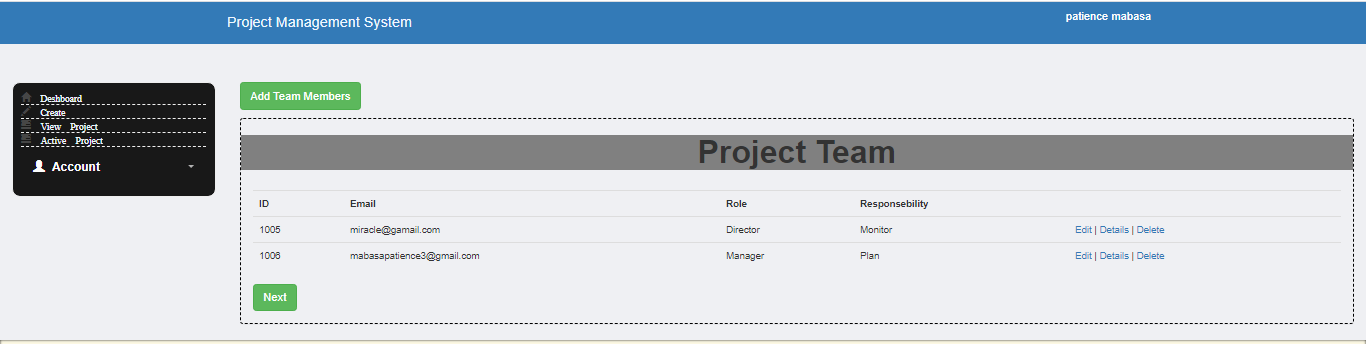 Project Management System
patience mabasa
Deshboard
Create
View Project
Active Project
Account
Add Team Members
Project Team
ID Email Role Responsebility
1005 miracle@gamail.com Director Monitor Edit | Details | Delete
1006 mabasapatience3@gmail.com Manager Plan Edit | Details | Delete
Next